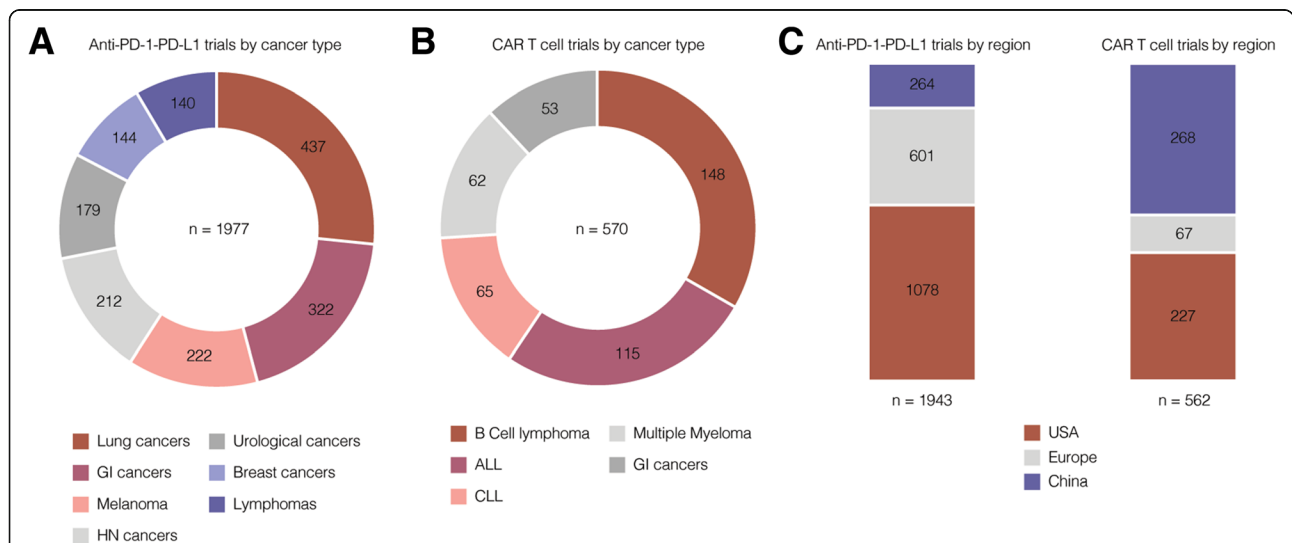 A
Anti-PD-1-PD-L1 trials by cancer type
140
437
144
179
n = 1977
212
322
222
Lung cancers
Urological cancers
GI cancers
Breast cancers
Melanoma
Lymphomas
HN cancers
B
CAR T cell trials by cancer type
53
148
62
n = 570
65
115
B Cell lymphoma
Multiple Myeloma
ALL
GI cancers
CLL
C
Anti-PD-1-PD-L1 trials by region
264
601
1078
n = 1943
CAR T cell trials by region
268
67
227
n = 562
USA
Europe
China